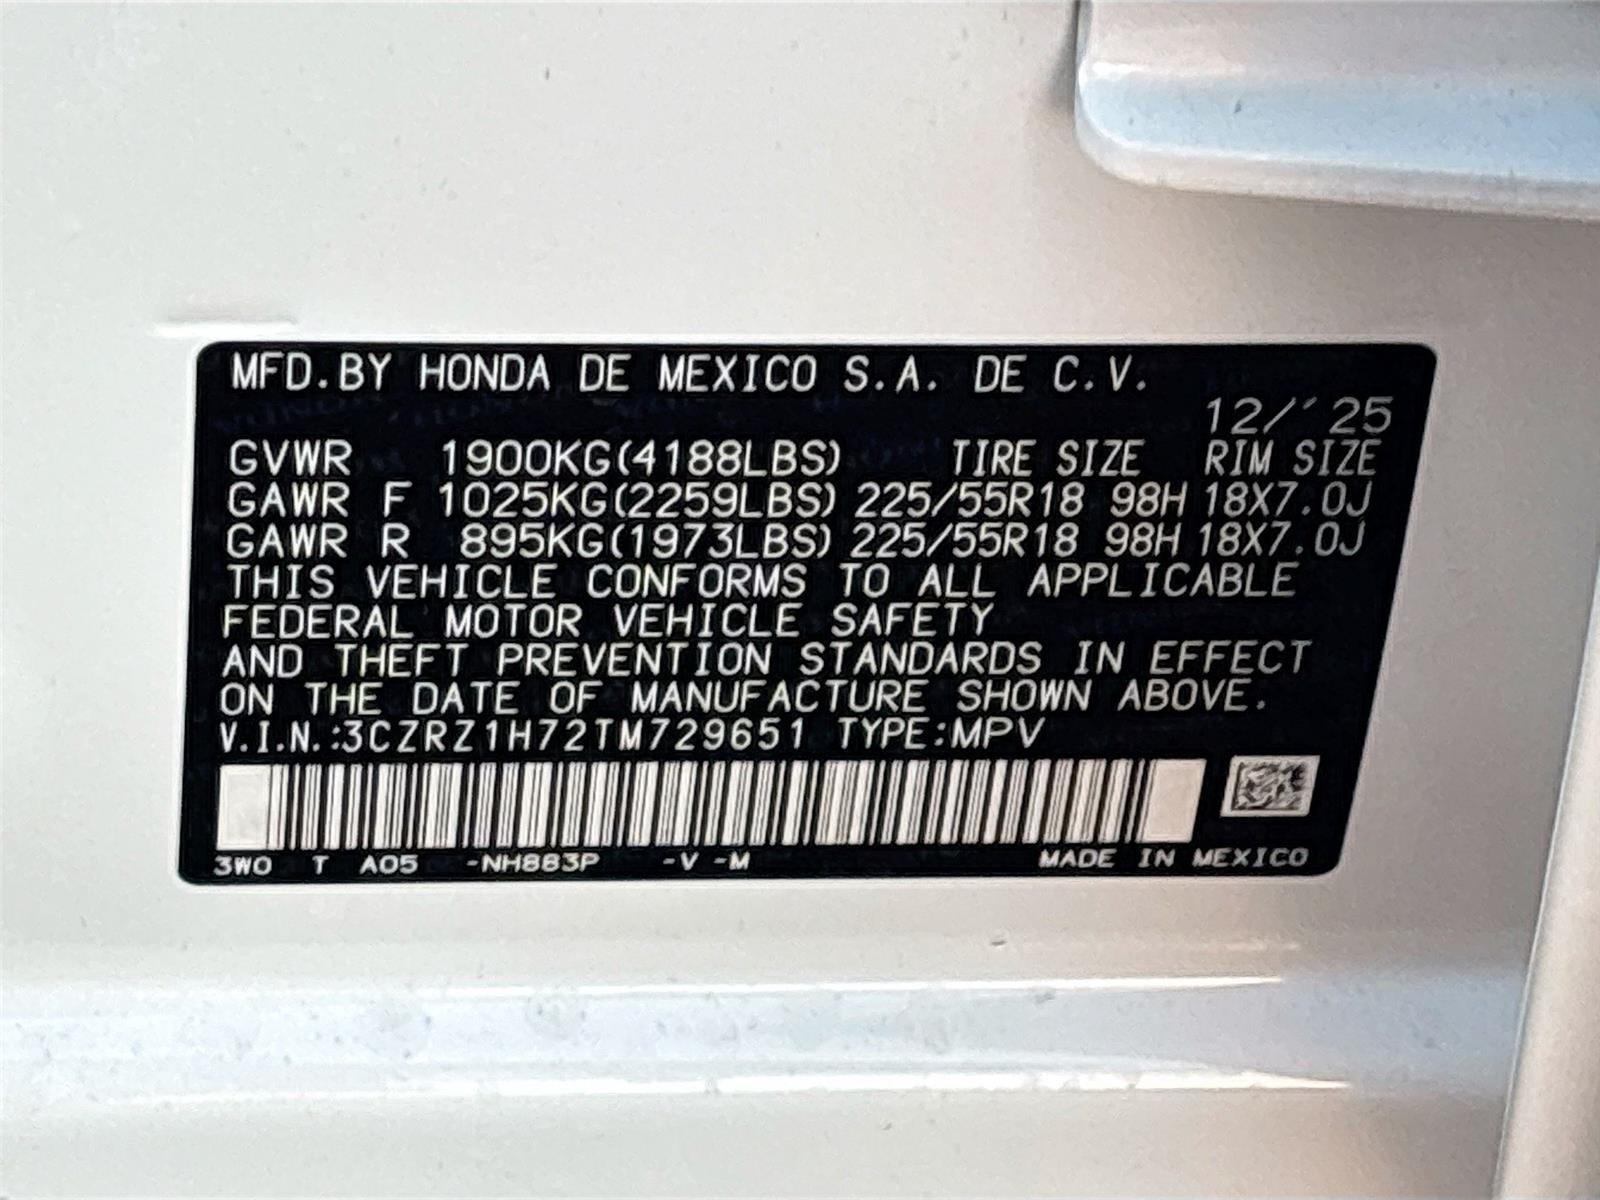 MFD.BY HONDA DE MEXICO S.A. DE C.V.
12/'25
GVWR 1900KG(4188LBS) TIRE SIZE RIM SIZE
GAWR F 1025KG(2259LBS) 225/55R18 98H 18X7.0J
GAWR R 895KG(1973LBS) 225/55R18 98H 18X7.0J
THIS VEHICLE CONFORMS TO ALL APPLICABLE
FEDERAL MOTOR VEHICLE SAFETY
AND THEFT PREVENTION STANDARDS IN EFFECT
ON THE DATE OF MANUFACTURE SHOWN ABOVE.
V.I.N.:3CZRZ1H72TM729651 TYPE:MPV
3W0 T A05 -NH883P -V -M MADE IN MEXICO